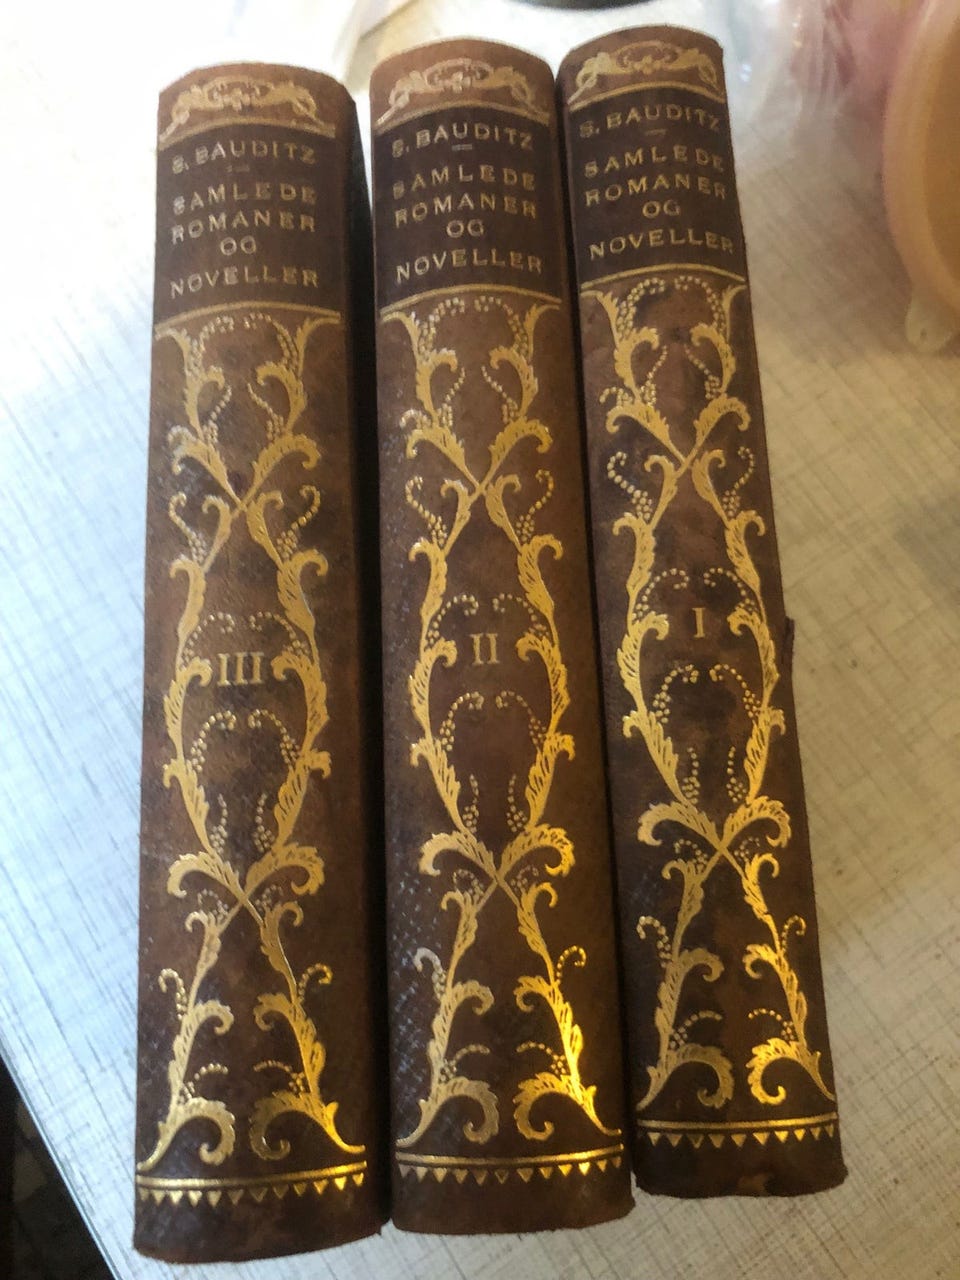 S. BAUDITZ
SAMLEDE
ROMANER
OG
NOVELLER
III
S. BAUDITZ
SAMLEDE
ROMANER
OG
NOVELLER
II
S. BAUDITZ
SAMLEDE
ROMANER
OG
NOVELLER
I